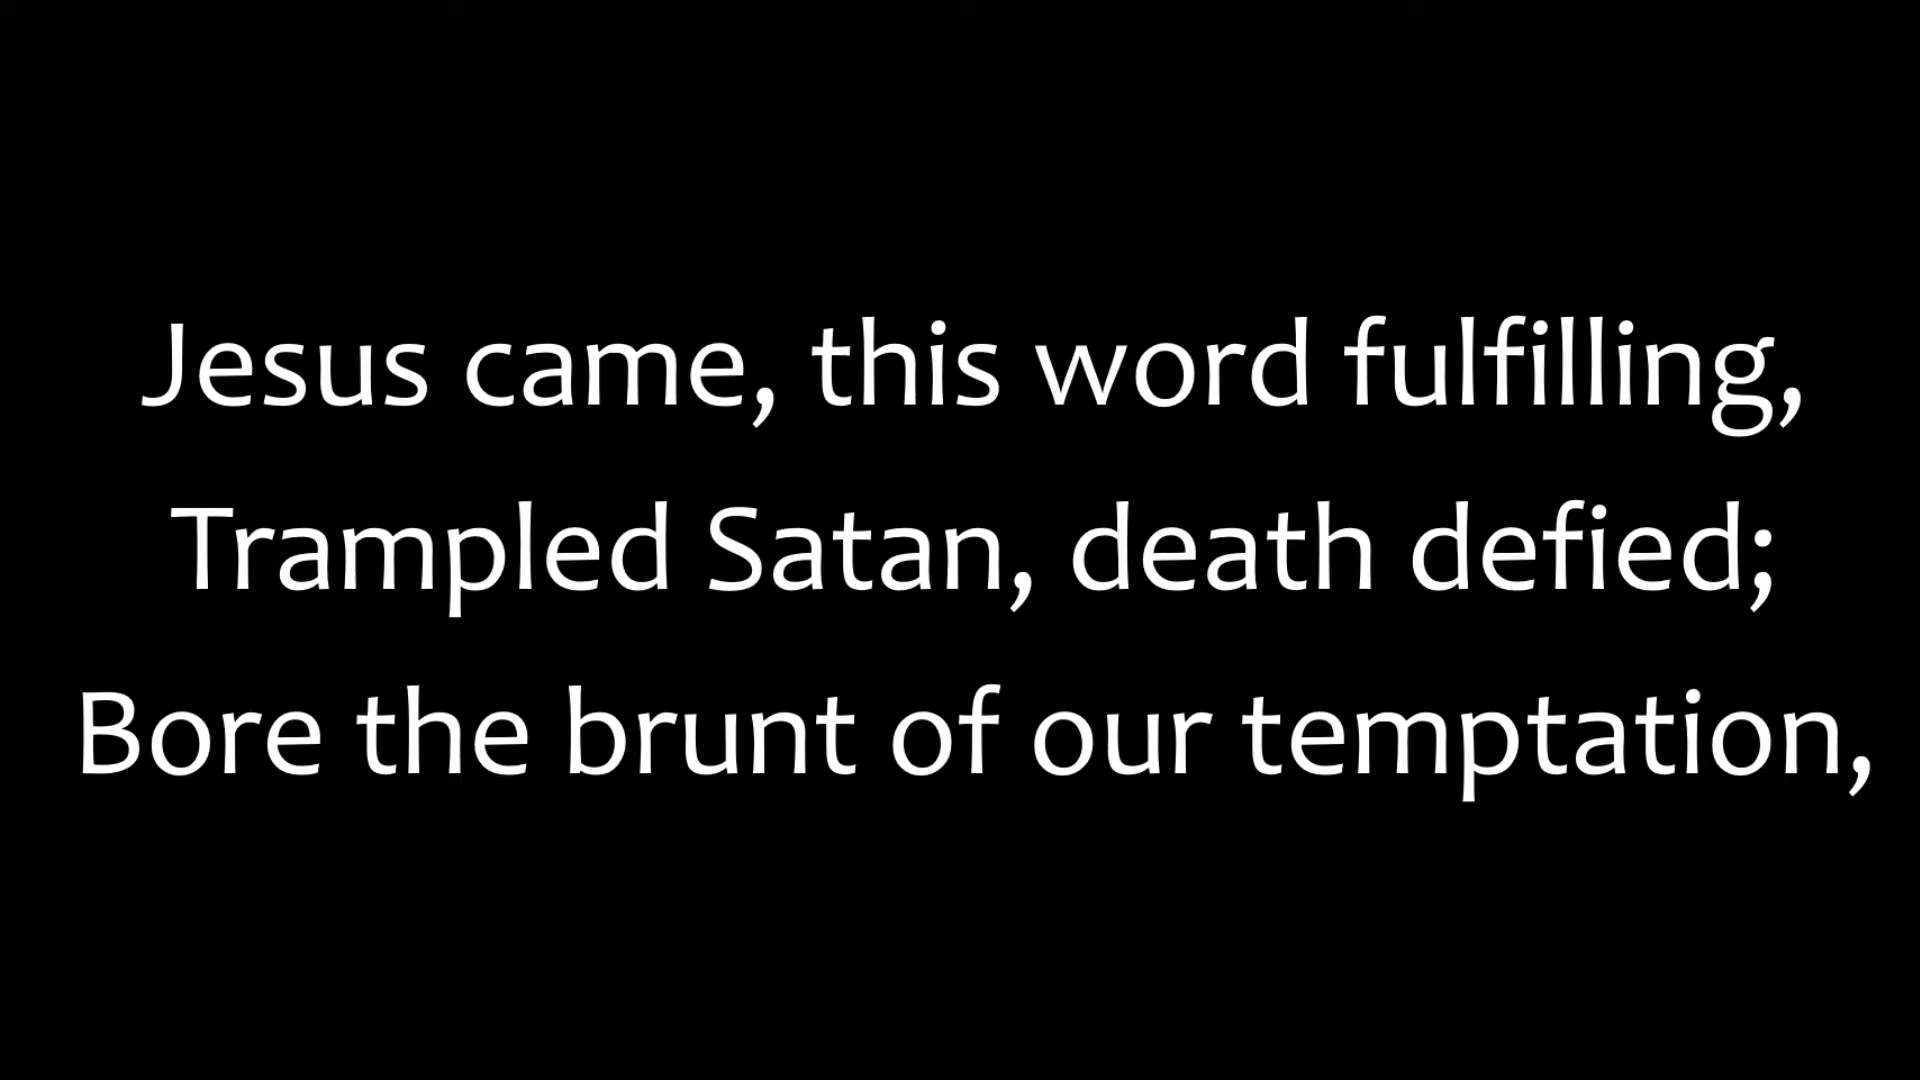 Jesus came, this word fulfilling,
Trampled Satan, death defied;
Bore the brunt of our temptation,